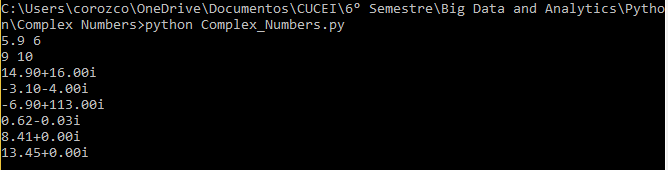 C:\Users\corozco\OneDrive\Documentos\CUCEI\6º Semestre\Big Data and Analytics\Pytho
n\Complex Numbers>python Complex_Numbers.py
5.9 6
9 10
14.90+16.00i
-3.10-4.00i
-6.90+113.00i
0.62-0.03i
8.41+0.00i
13.45+0.00i